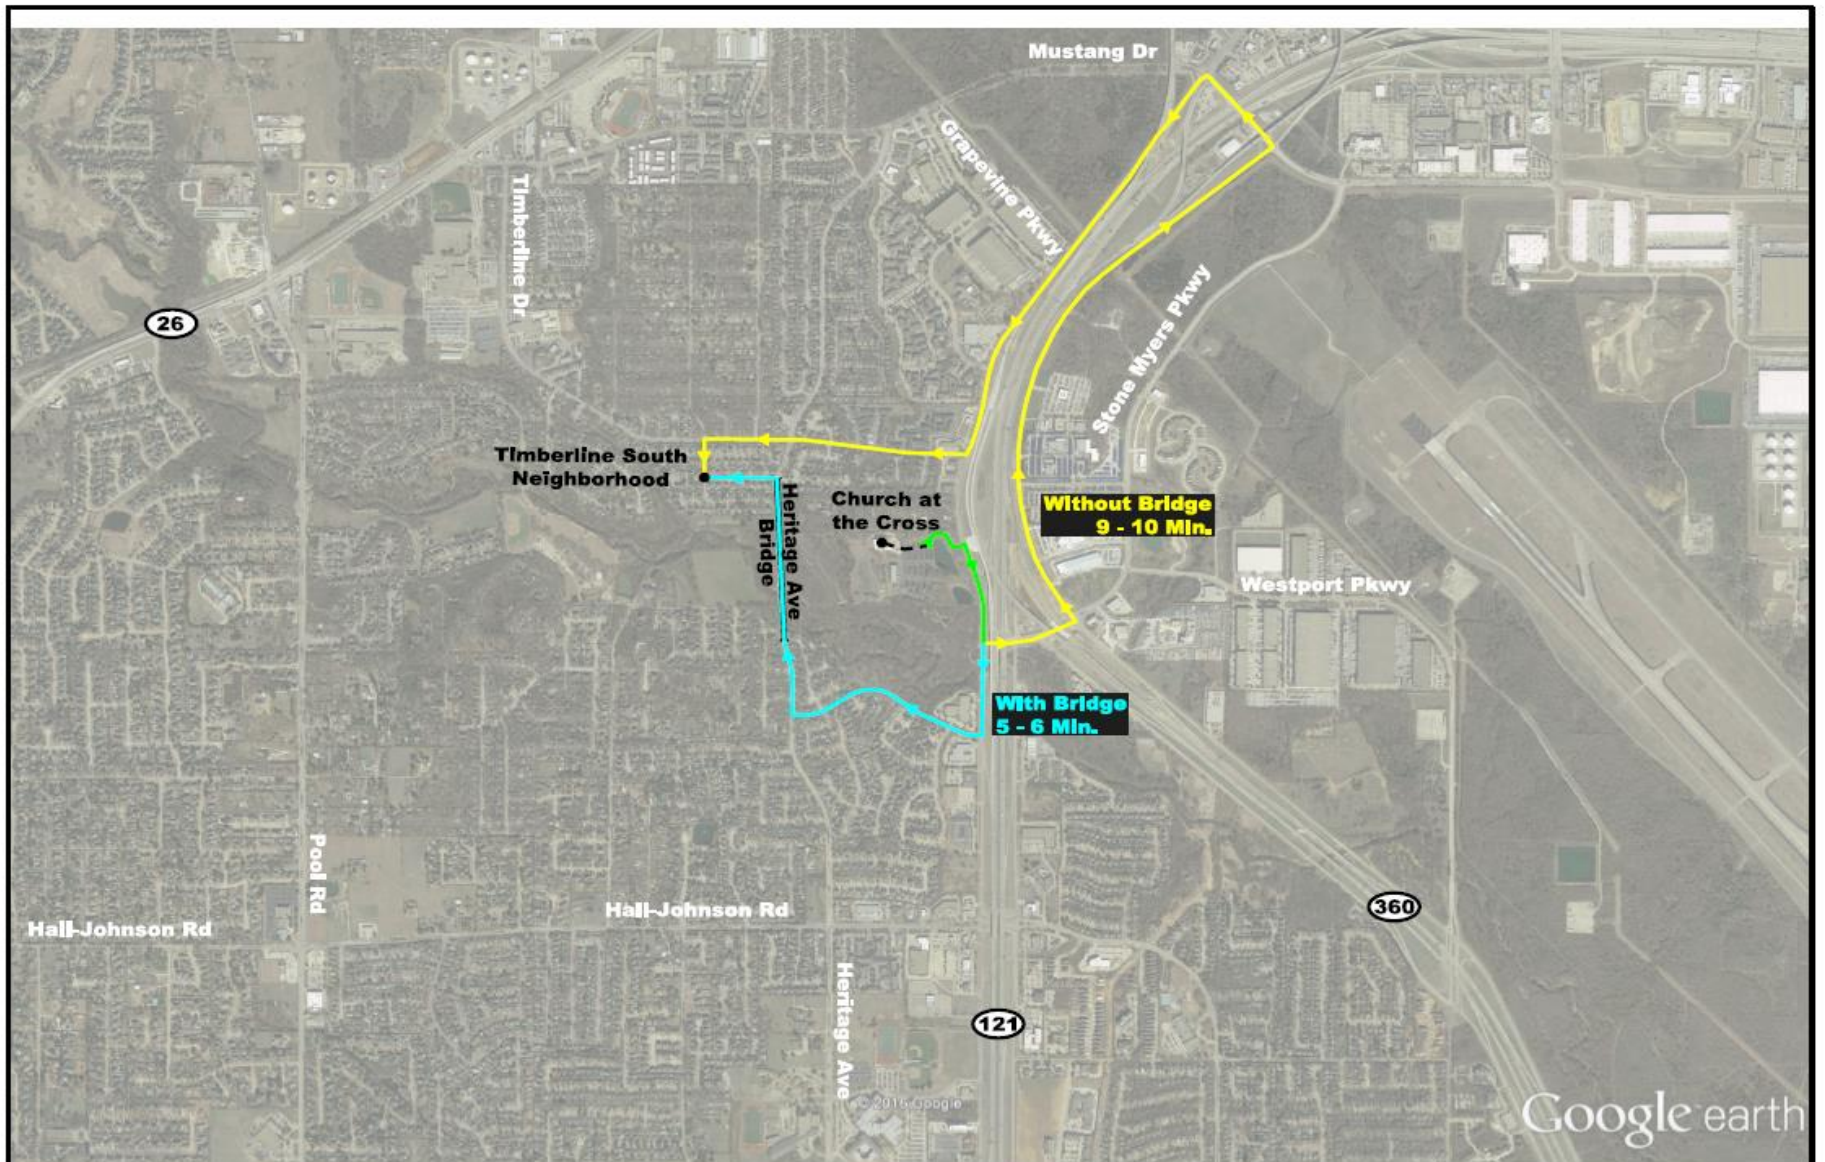 Mustang Dr
Grapevine Pkwy
Timberline Dr
26
Stone Myers Pkwy
Timberline South
Neighborhood
Church at
the Cross
Heritage Ave
Bridge
Without Bridge
9 - 10 Min.
Westport Pkwy
With Bridge
5 - 6 Min.
Pool Rd
360
Hall-Johnson Rd
Hall-Johnson Rd
Heritage Ave
121
© 2016 Google
Google earth